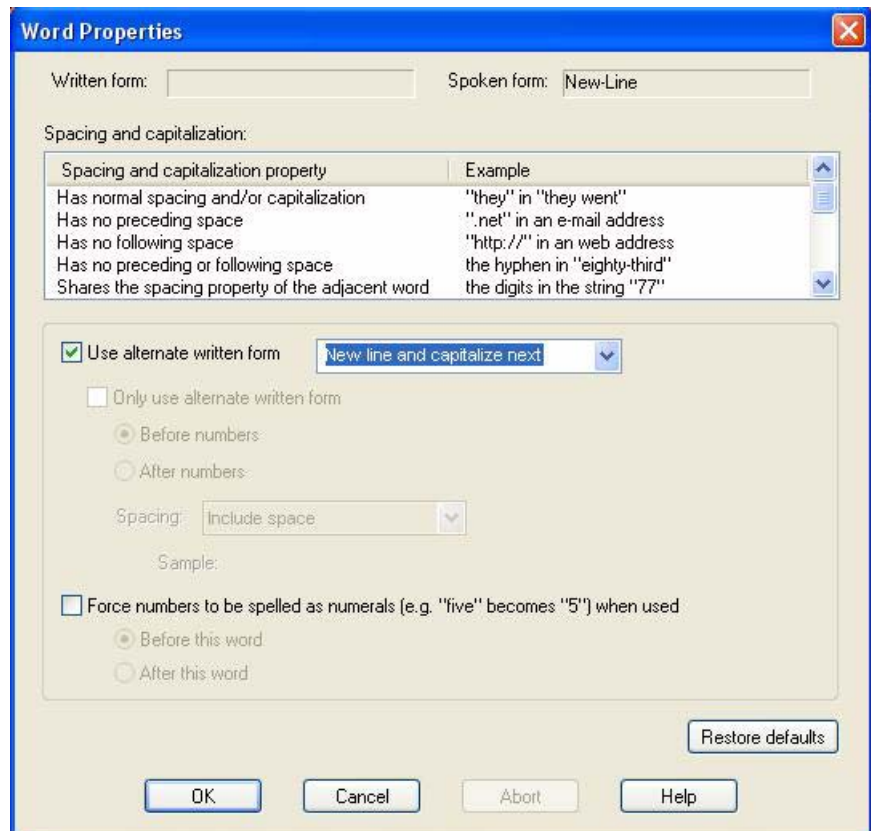 Word Properties
Written form: Spoken form: New-Line
Spacing and capitalization:
Spacing and capitalization property Example
Has normal spacing and/or capitalization "they" in "they went"
Has no preceding space ".net" in an e-mail address
Has no following space "http://" in an web address
Has no preceding or following space the hyphen in "eighty-third"
Shares the spacing property of the adjacent word the digits in the string "77"
Use alternate written form New line and capitalize next
Only use alternate written form
Before numbers
After numbers
Spacing: Include space
Sample:
Force numbers to be spelled as numerals (e.g. "five" becomes "5") when used
Before this word
After this word
Restore defaults
OK Cancel Abort Help